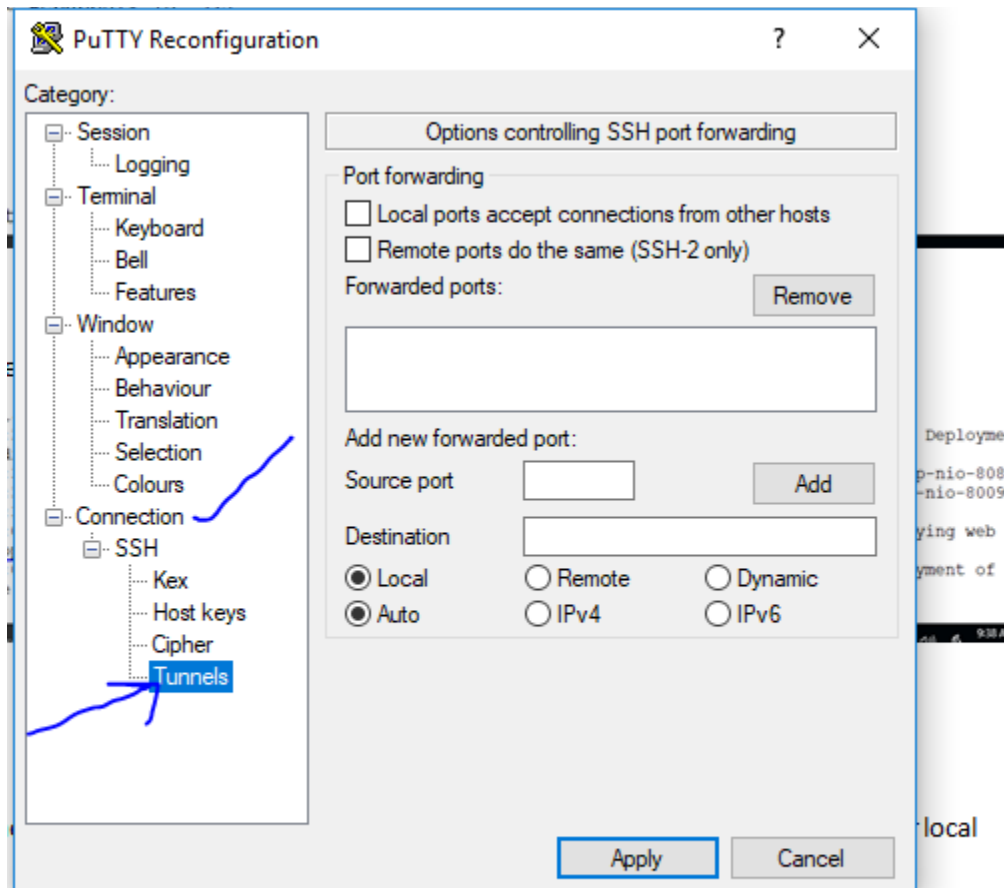 PuTTY Reconfiguration
?
Category:
Session
Logging
Terminal
Keyboard
Bell
Features
Window
Appearance
Behaviour
Translation
Selection
Colours
Connection
SSH
Kex
Host keys
Cipher
Tunnels
Options controlling SSH port forwarding
Port forwarding
Local ports accept connections from other hosts
Remote ports do the same (SSH-2 only)
Forwarded ports:
Remove
Add new forwarded port:
Source port
Add
Destination
Local Remote Dynamic
Auto IPv4 IPv6
Apply Cancel
Deployme
p-nio-808
-nio-8009
ying web
yment of
local